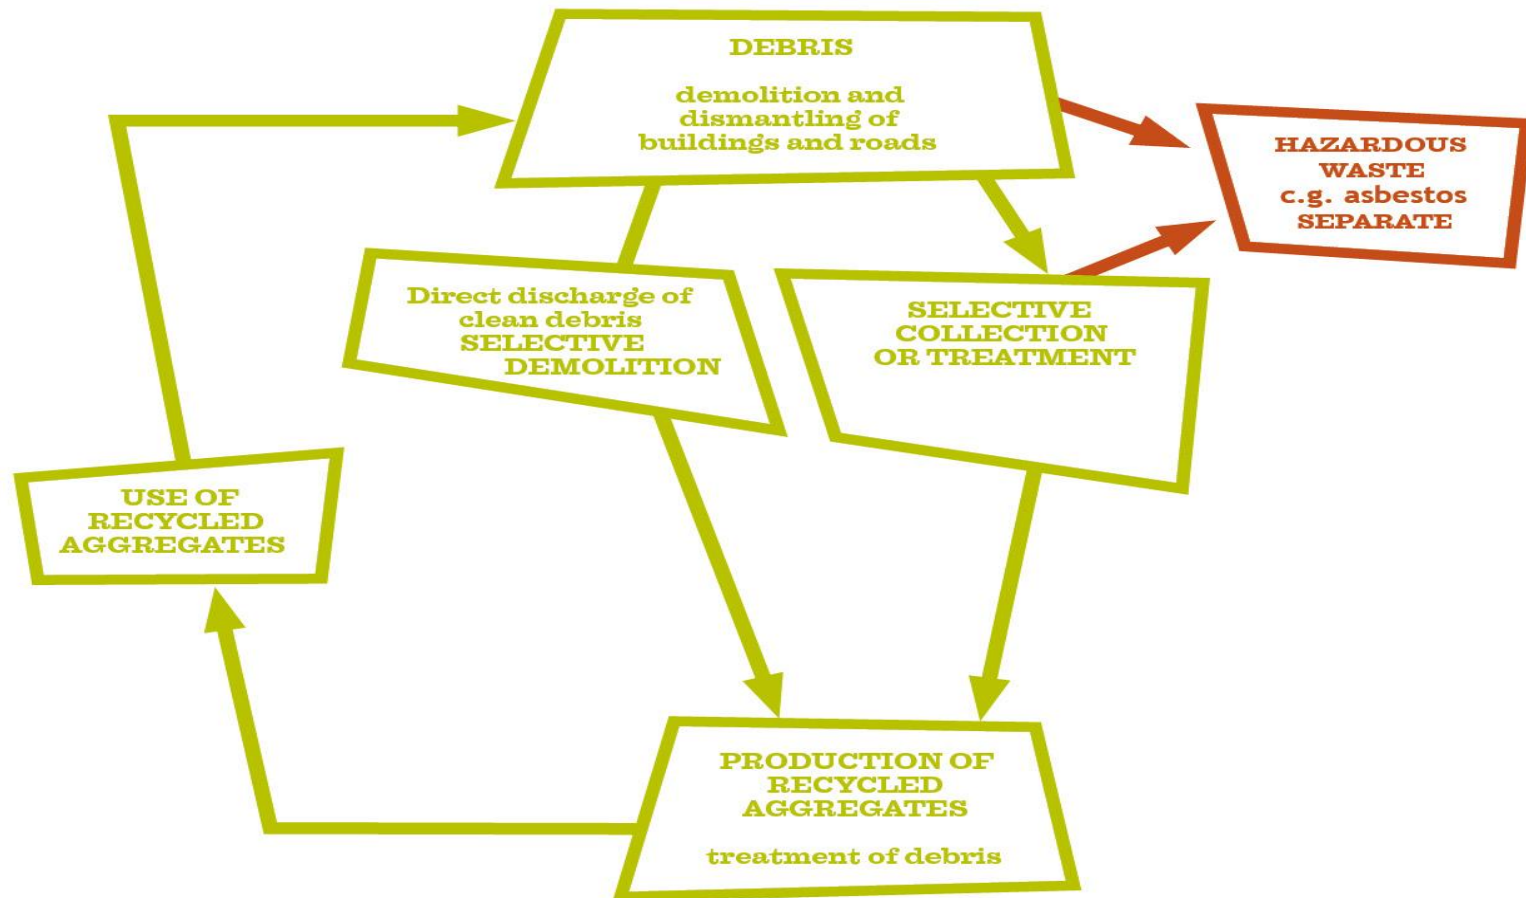 DEBRIS
demolition and
dismantling of
buildings and roads
HAZARDOUS
WASTE
c.g. asbestos
SEPARATE
Direct discharge of
clean debris
SELECTIVE
DEMOLITION
SELECTIVE
COLLECTION
OR TREATMENT
USE OF
RECYCLED
AGGREGATES
PRODUCTION OF
RECYCLED
AGGREGATES
treatment of debris